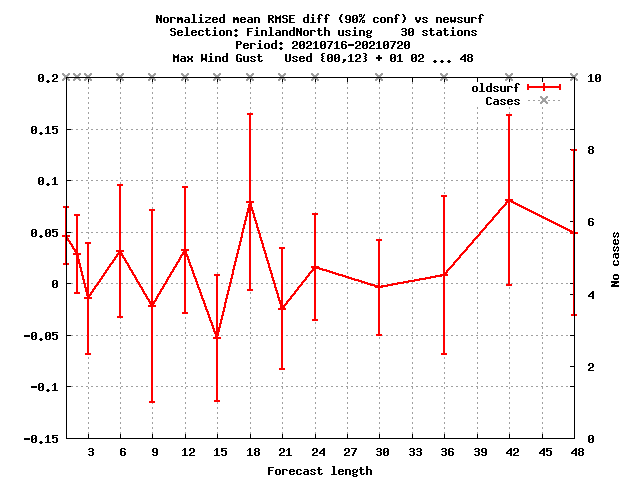 Normalized mean RMSE diff (90% conf) vs newsurf
Selection: FinlandNorth using    30 stations
Period: 20210716-20210720
Max Wind Gust   Used {00,12} + 01 02 ... 48
oldsurf
Cases
0.2
0.15
0.1
0.05
0
-0.05
-0.1
-0.15
10
8
6
4
2
0
No cases
3 6 9 12 15 18 21 24 27 30 33 36 39 42 45 48
Forecast length